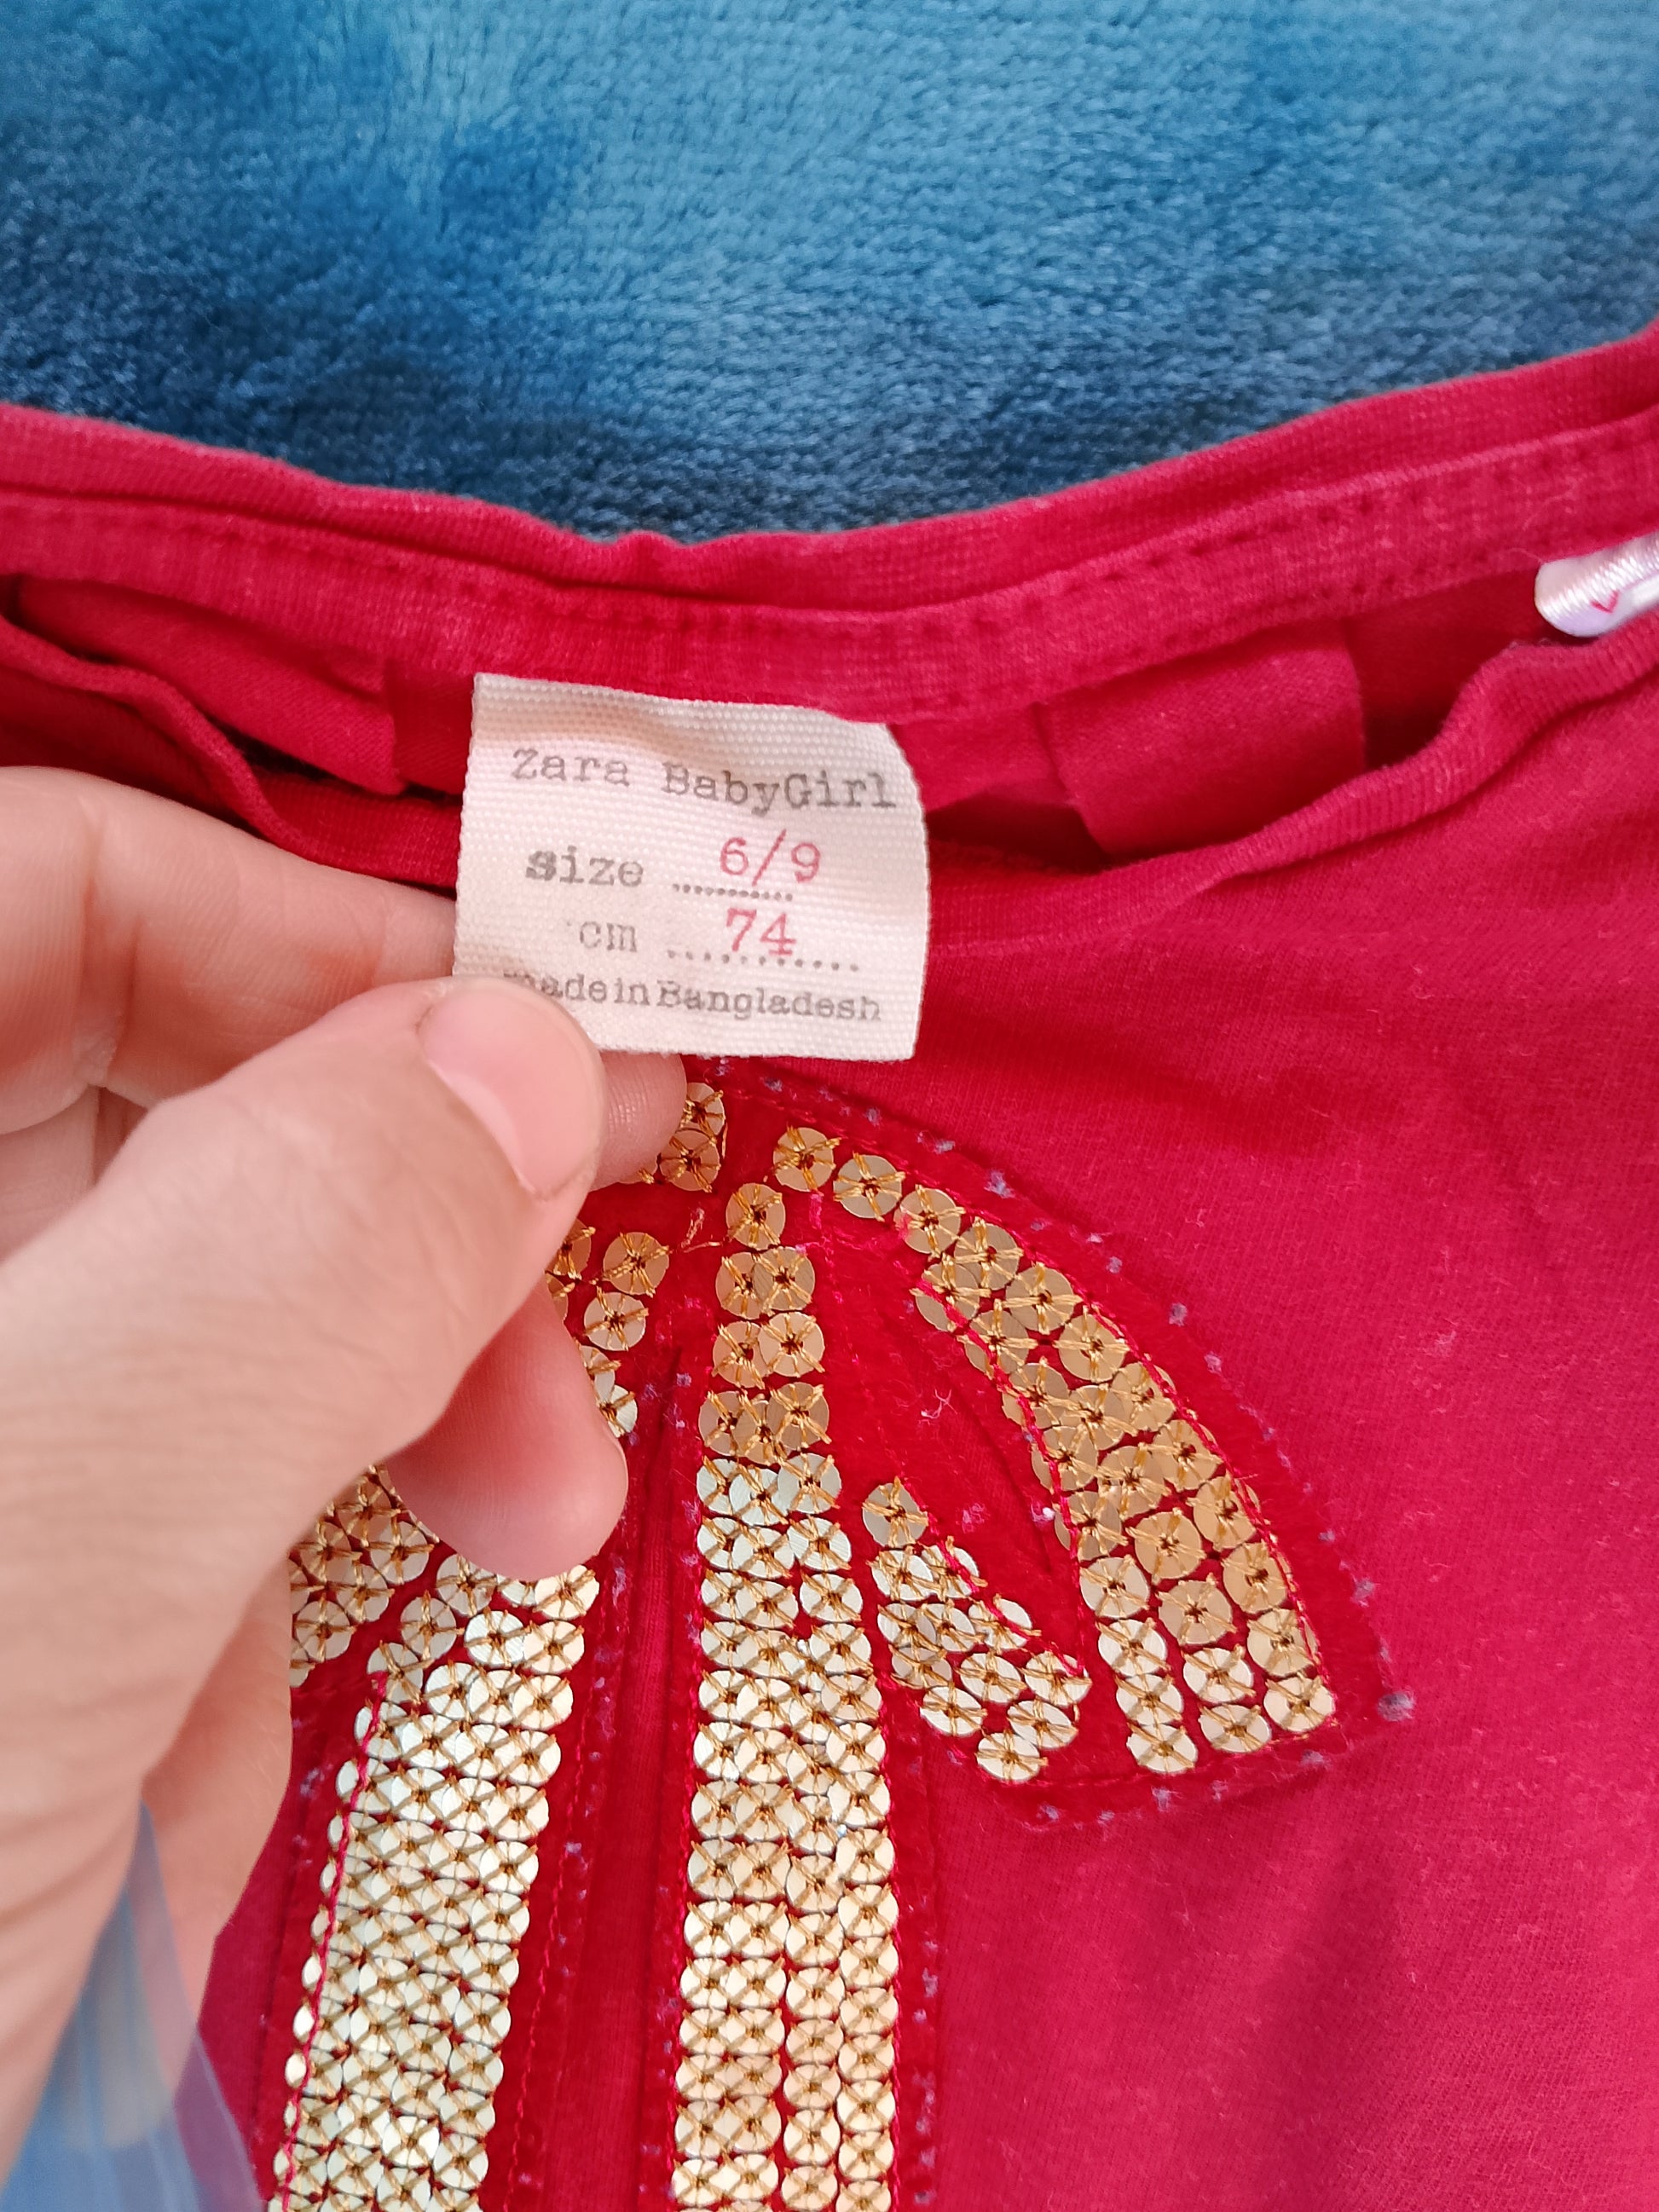 Zara BabyGirl
size 6/9
cm 74
made in Bangladesh